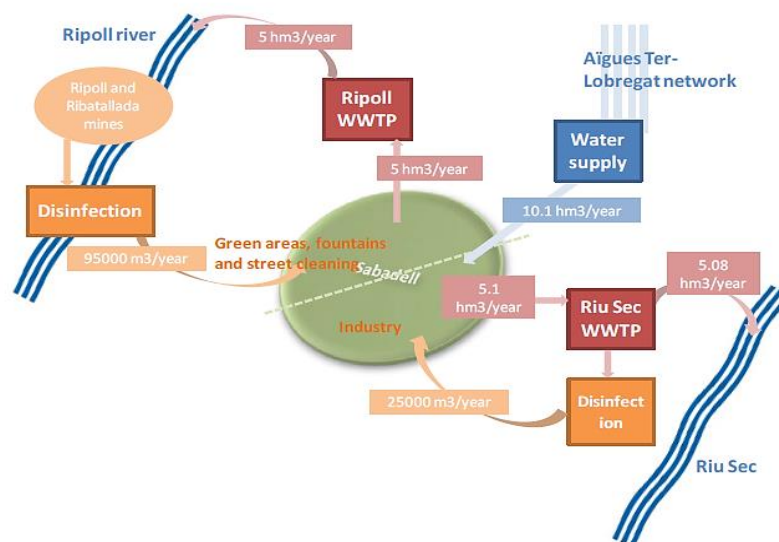 Ripoll river
5 hm3/year
Aïgues Ter-
Lobregat network
Ripoll and
Ribatallada
mines
Ripoll
WWTP
Water
supply
5 hm3/year
Disinfection
10.1 hm3/year
95000 m3/year
Green areas, fountains
and street cleaning
Sabadell
5.1
hm3/year
5.08
hm3/year
Riu Sec
WWTP
Industry
25000 m3/year
Disinfect
ion
Riu Sec